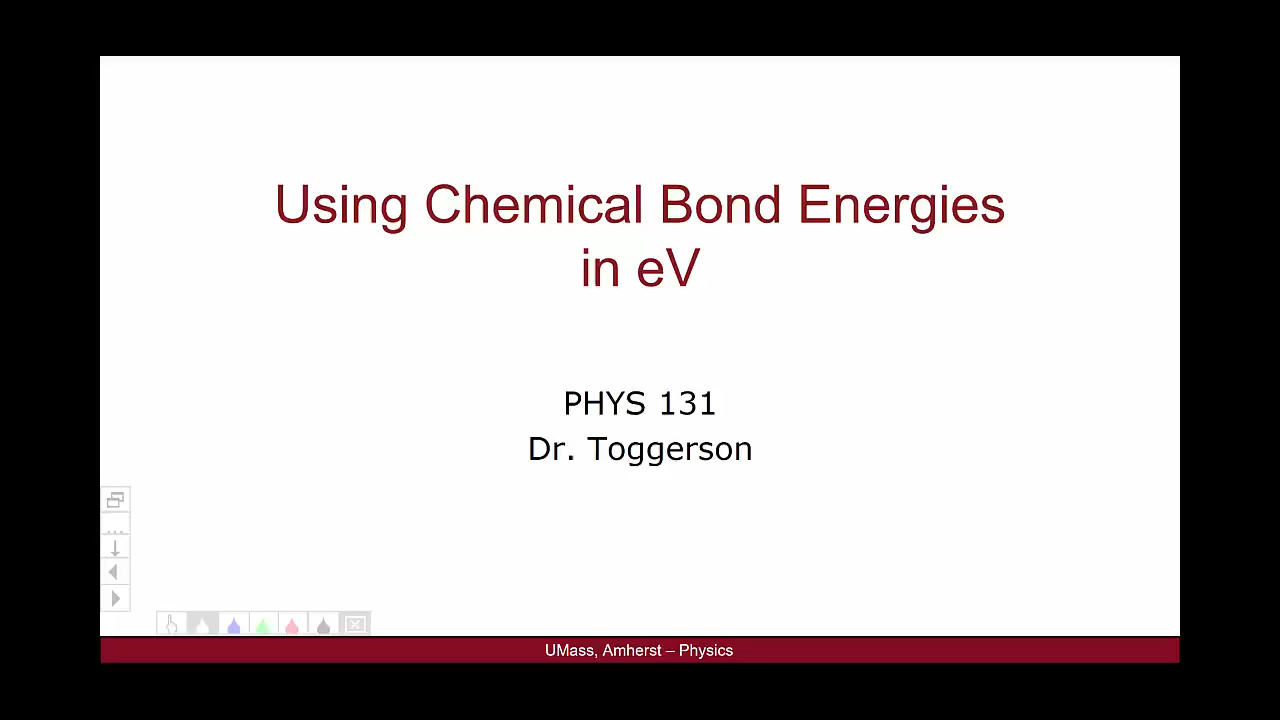 Using Chemical Bond Energies
in eV
PHYS 131
Dr. Toggerson
UMass, Amherst – Physics